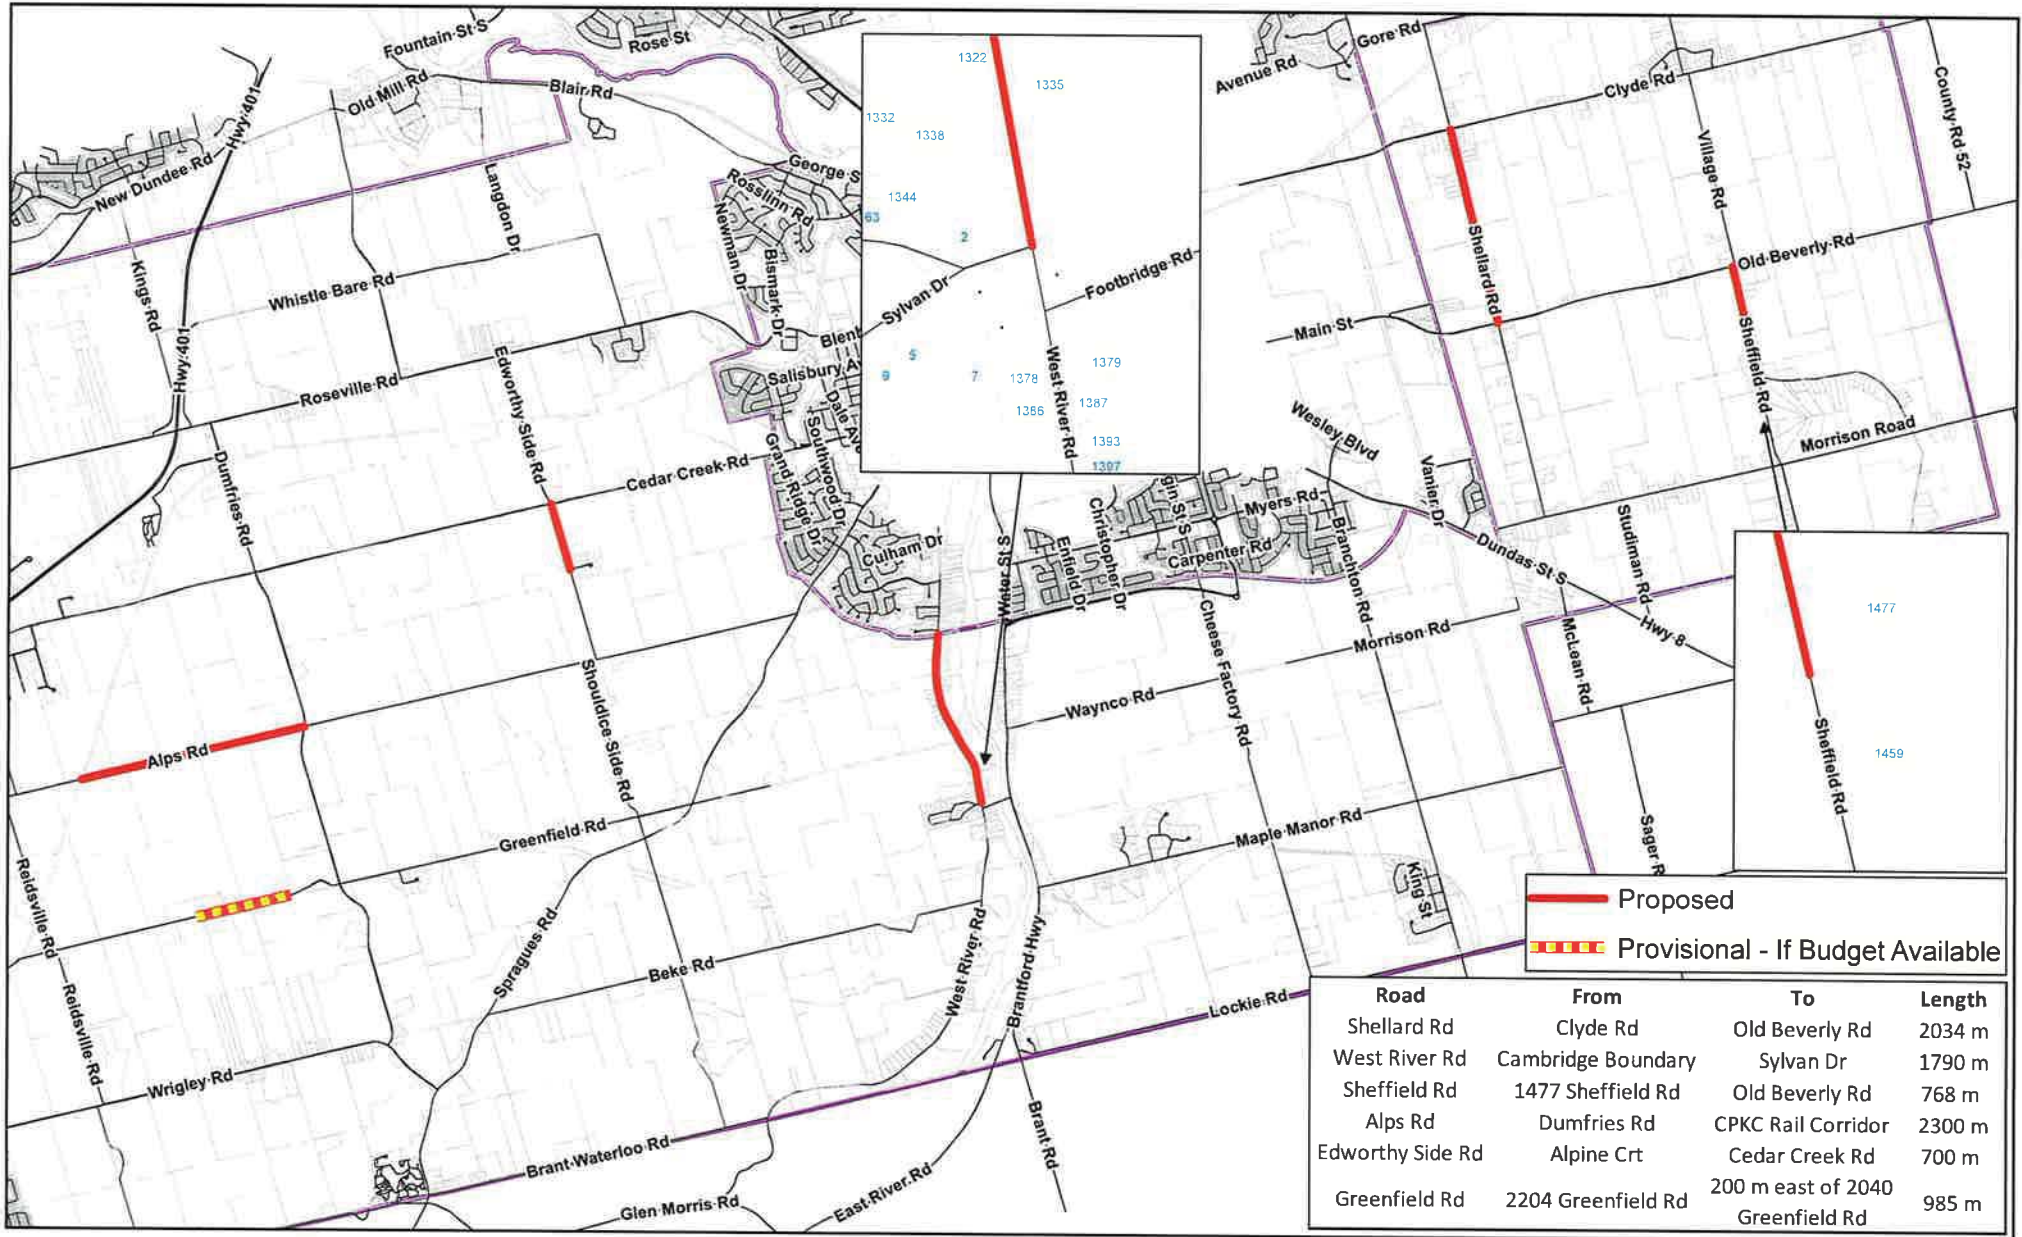 Fountain St S
Rose St
Gore Rd
Avenue Rd
Clyde Rd
County Rd 52
Old Mill Rd
Blair Rd
Hwy 401
New Dundee Rd
George S
Rosslinn Rd
Langdon Dr
Newman Dr
Bismark Dr
Village Rd
Kings Rd
Whistle Bare Rd
Shellard Rd
Old Beverly Rd
Hwy 401
Main St
Blenh
Sheffield Rd
Roseville Rd
Edworthy Side Rd
Salisbury Av
Dale Av
Southwood Dr
Grand Ridge Dr
Cedar Creek Rd
Wesley Blvd
Morrison Road
Vanier Dr
Dumfries Rd
Myers Rd
gin St S
Christopher Dr
Branchton Rd
Carpenter Rd
Enfield Dr
Water St S
Culham Dr
Dundas St S
Studiman Rd
Hwy 8
McLean Rd
Morrison Rd
Cheese Factory Rd
Waynco Rd
Shouldice Side Rd
Alps Rd
Greenfield Rd
Maple Manor Rd
King St
Sager R
Reidsville Rd
Spragues Rd
Beke Rd
West River Rd
Brantford Hwy
Reidsville Rd
Lockie Rd
Wrigley Rd
Brant-Waterloo Rd
Brant Rd
Glen Morris Rd
East River Rd
1322
1335
1332
1338
1344
63
2
Sylvan Dr
Footbridge Rd
5
9
7
1378
1379
1386
1387
West River Rd
1393
1397
1477
1459
Sheffield Rd
Proposed
Provisional - If Budget Available
Road From To Length
Shellard Rd Clyde Rd Old Beverly Rd 2034 m
West River Rd Cambridge Boundary Sylvan Dr 1790 m
Sheffield Rd 1477 Sheffield Rd Old Beverly Rd 768 m
Alps Rd Dumfries Rd CPKC Rail Corridor 2300 m
Edworthy Side Rd Alpine Crt Cedar Creek Rd 700 m
Greenfield Rd 2204 Greenfield Rd 200 m east of 2040 Greenfield Rd 985 m